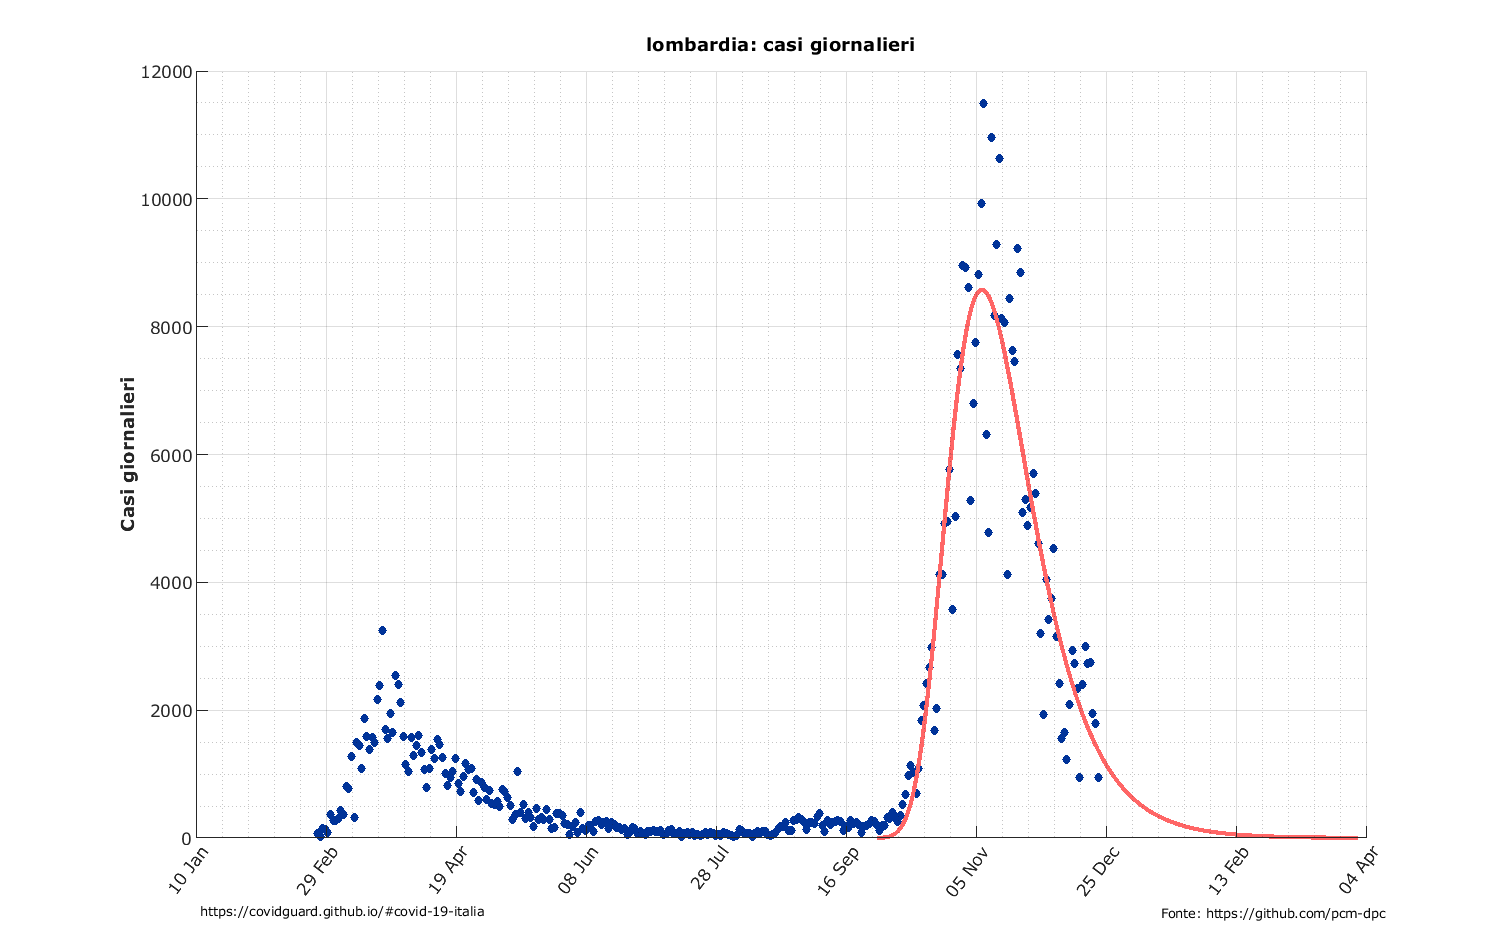 lombardia: casi giornalieri
Casi giornalieri
12000
10000
8000
6000
4000
2000
0
10 Jan
29 Feb
19 Apr
08 Jun
28 Jul
16 Sep
05 Nov
25 Dec
13 Feb
04 Apr
https://covidguard.github.io/#covid-19-italia
Fonte: https://github.com/pcm-dpc